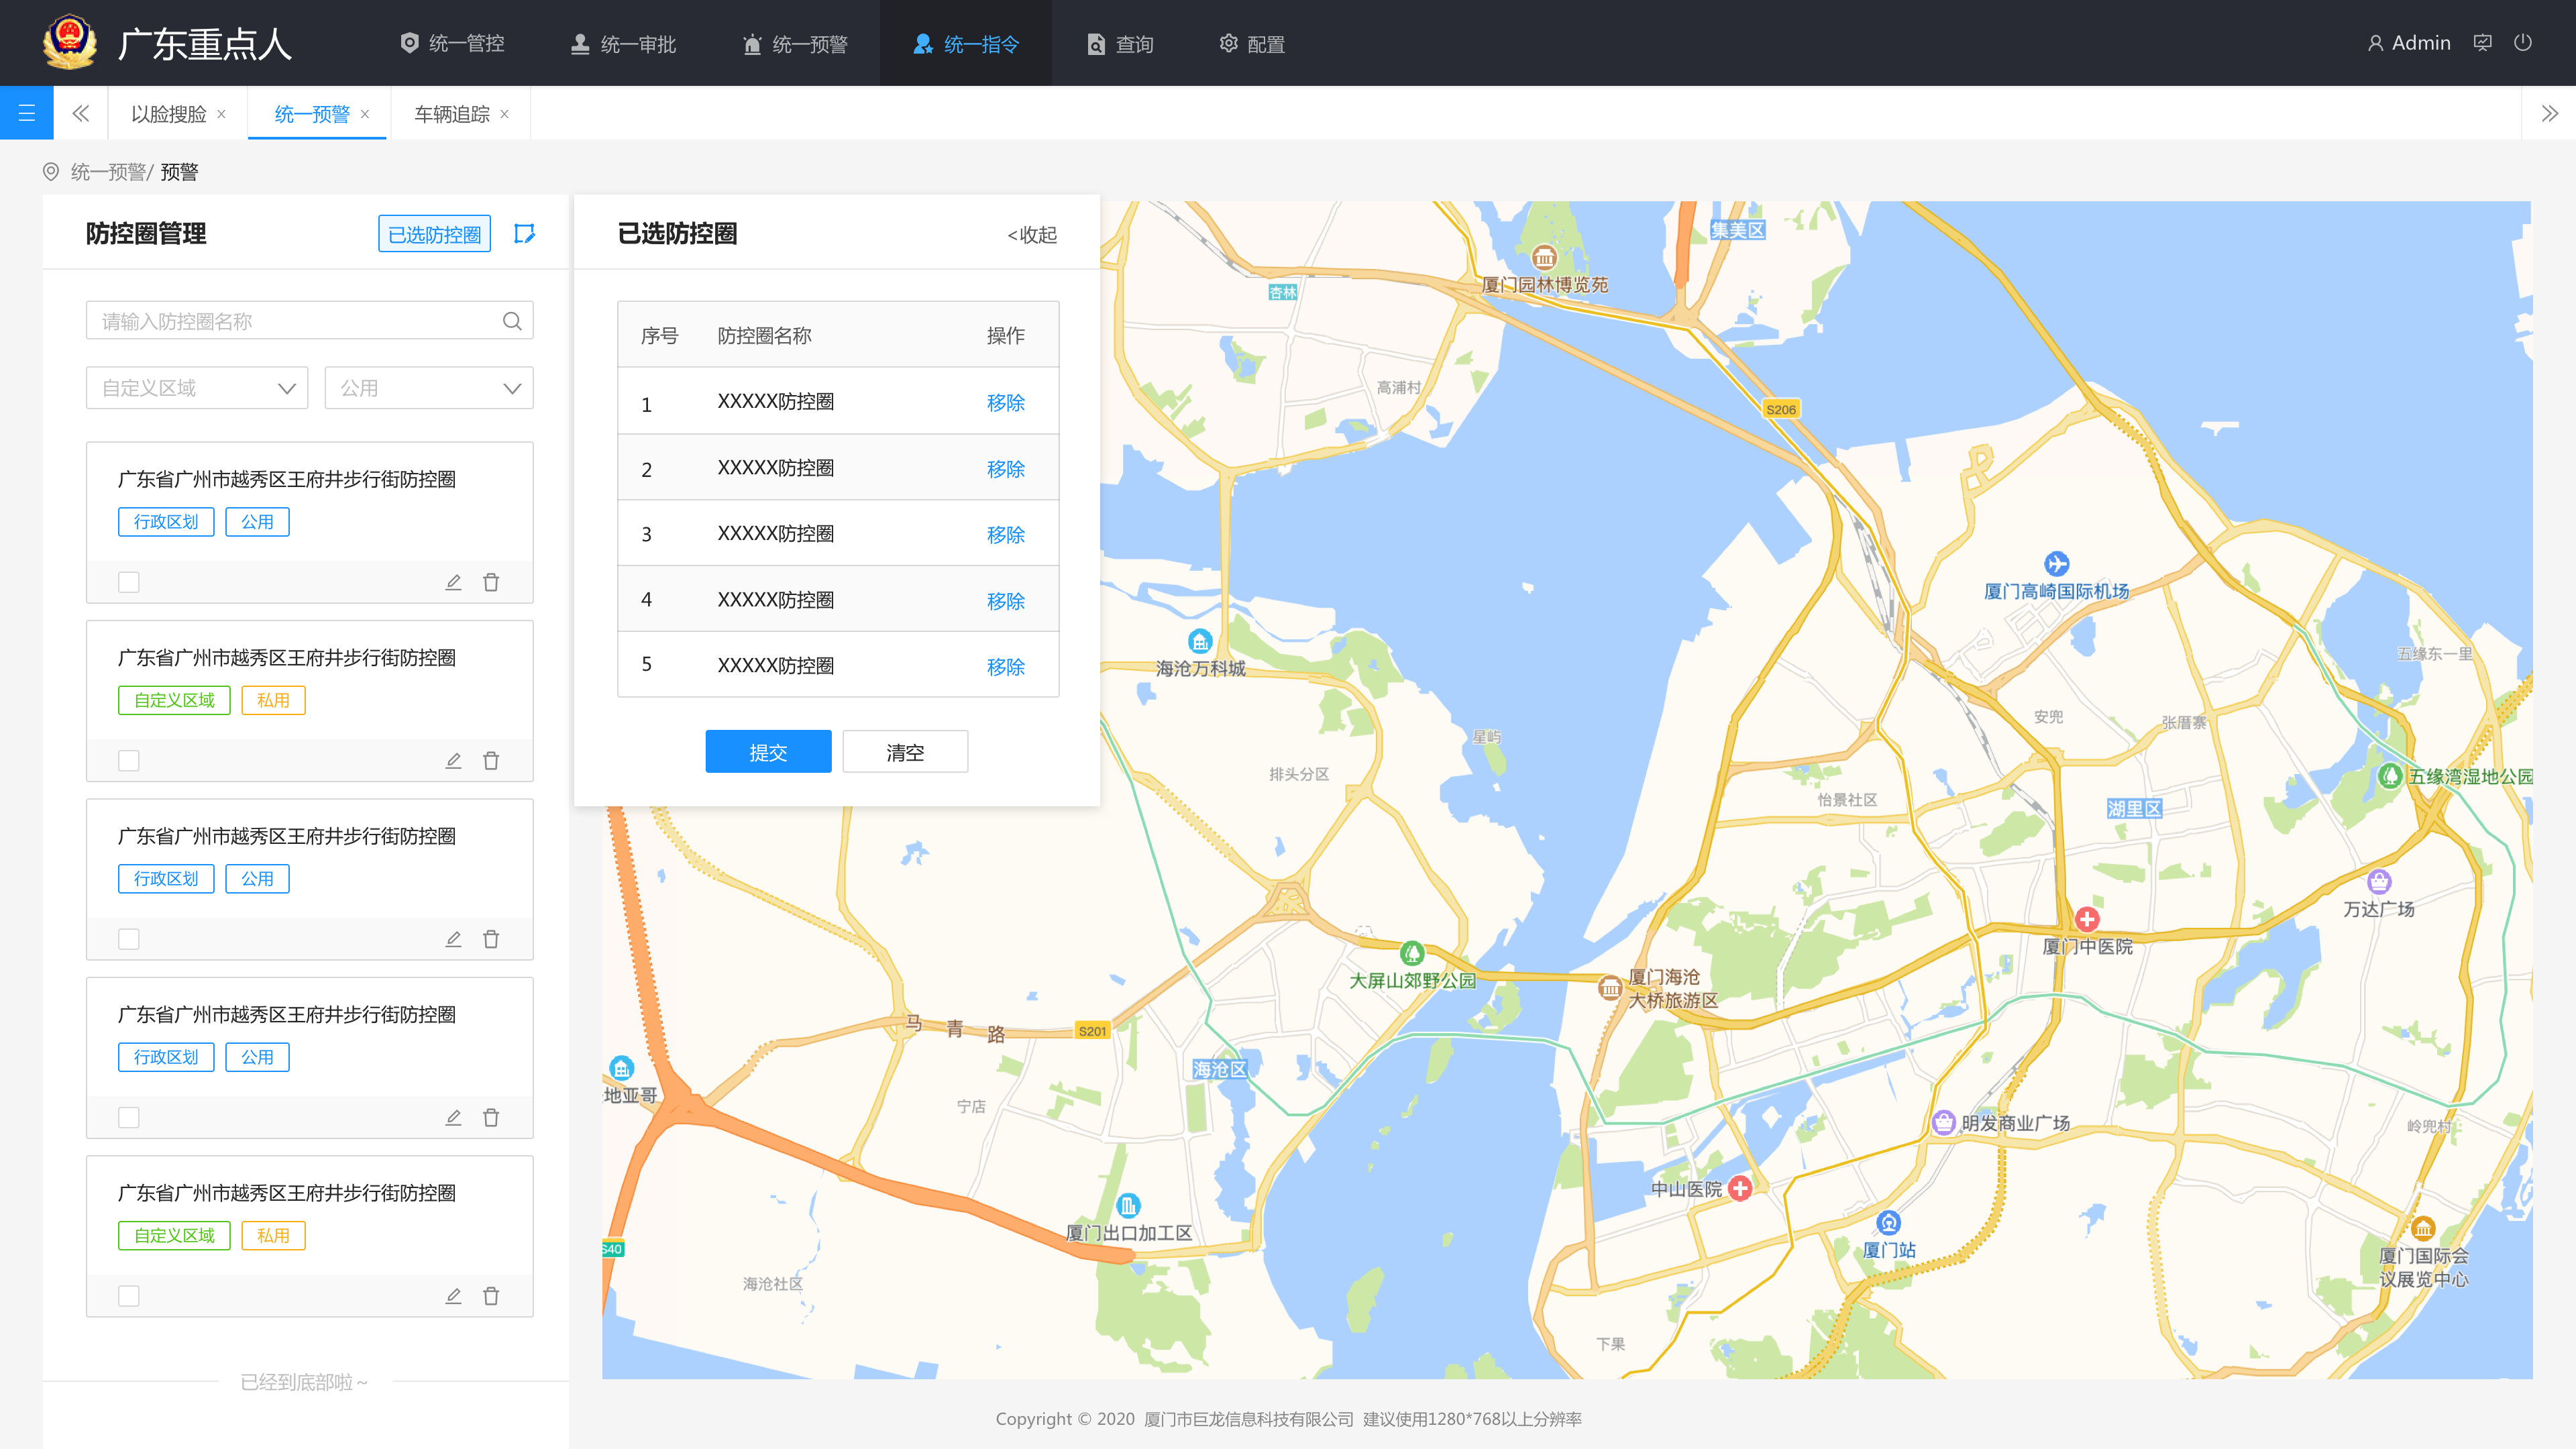 广东重点人
统一管控
统一审批
统一预警
统一指令
查询
配置
Admin
以脸搜脸 ×
统一预警 ×
车辆追踪 ×
统一预警/ 预警
防控圈管理
已选防控圈
请输入防控圈名称
自定义区域
公用
广东省广州市越秀区王府井步行街防控圈
行政区划 公用
广东省广州市越秀区王府井步行街防控圈
自定义区域 私用
广东省广州市越秀区王府井步行街防控圈
行政区划 公用
广东省广州市越秀区王府井步行街防控圈
行政区划 公用
广东省广州市越秀区王府井步行街防控圈
自定义区域 私用
已经到底部啦~
已选防控圈
<收起
序号 防控圈名称 操作
1 XXXXX防控圈 移除
2 XXXXX防控圈 移除
3 XXXXX防控圈 移除
4 XXXXX防控圈 移除
5 XXXXX防控圈 移除
提交
清空
集美区
厦门园林博览苑
杏林
高浦村
S206
厦门高崎国际机场
海沧万科城
五缘东一里
安兜
张厝寨
星屿
排头分区
五缘湾湿地公园
怡景社区
湖里区
万达广场
厦门中医院
大屏山郊野公园
厦门海沧
大桥旅游区
马青路
S201
海沧区
地亚哥
宁店
明发商业广场
岭兜村
中山医院
厦门出口加工区
厦门站
S40
厦门国际会
议展览中心
海沧社区
下果
Copyright © 2020 厦门市巨龙信息科技有限公司 建议使用1280*768以上分辨率